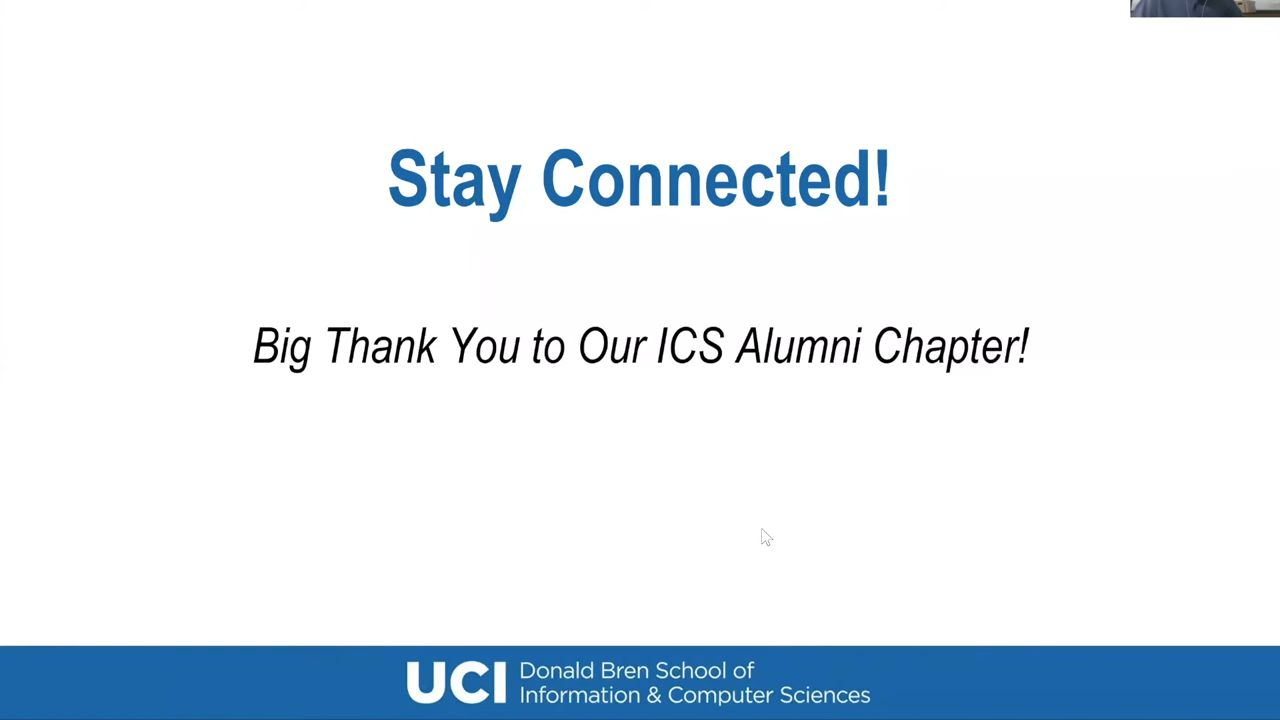 Stay Connected!
Big Thank You to Our ICS Alumni Chapter!
UCI Donald Bren School of
Information & Computer Sciences